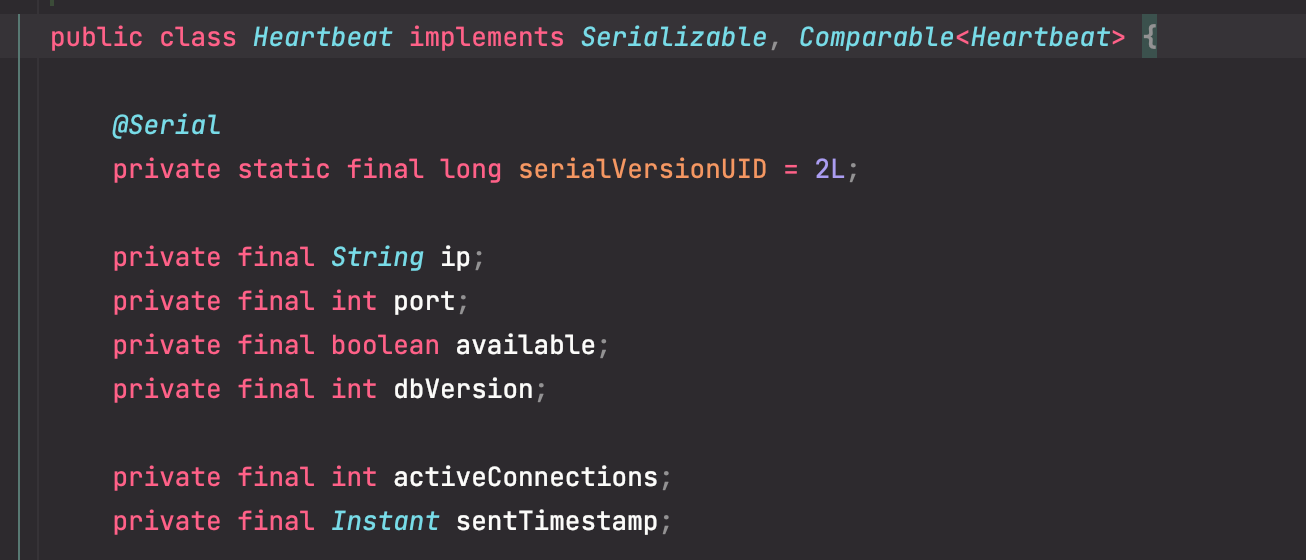 public class Heartbeat implements Serializable, Comparable<Heartbeat> {
@Serial
private static final long serialVersionUID = 2L;
private final String ip;
private final int port;
private final boolean available;
private final int dbVersion;
private final int activeConnections;
private final Instant sentTimestamp;